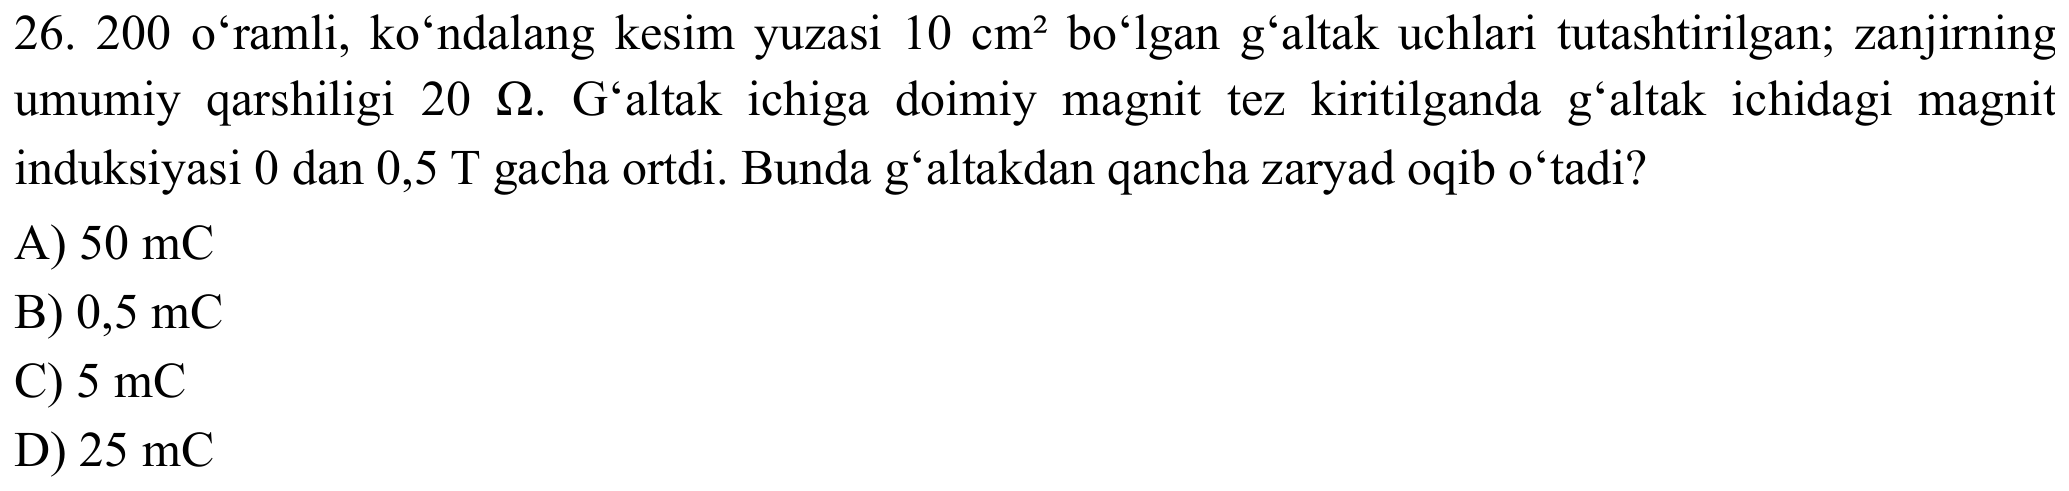 26. 200 o‘ramli, ko‘ndalang kesim yuzasi 10 cm² bo‘lgan g‘altak uchlari tutashtirilgan; zanjirning
umumiy qarshiligi 20 Ω. G‘altak ichiga doimiy magnit tez kiritilganda g‘altak ichidagi magnit
induksiyasi 0 dan 0,5 T gacha ortdi. Bunda g‘altakdan qancha zaryad oqib o‘tadi?
A) 50 mC
B) 0,5 mC
C) 5 mC
D) 25 mC